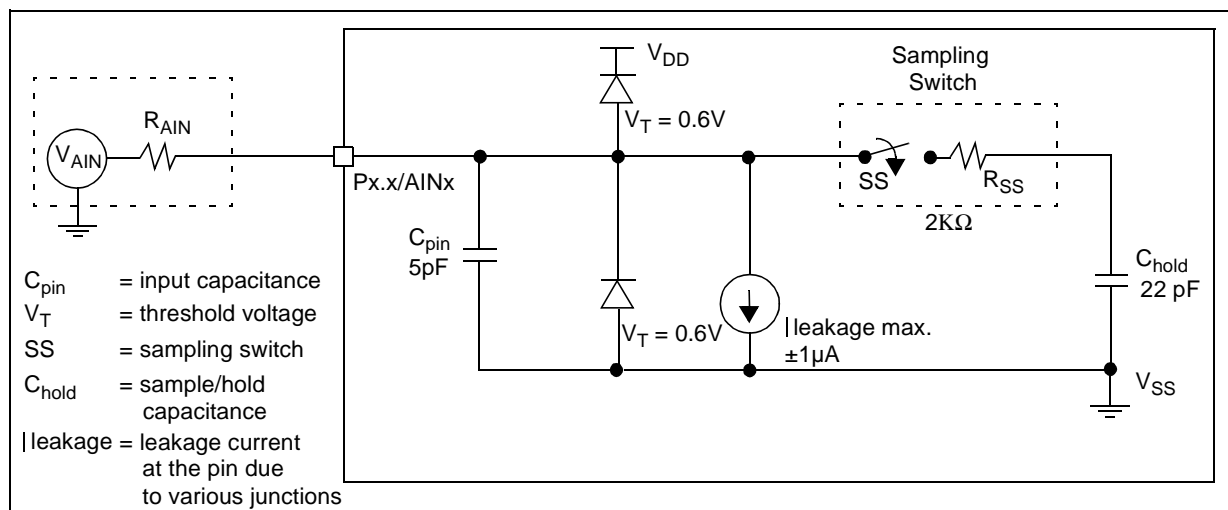 V_DD
Sampling
Switch
R_AIN
V_T = 0.6V
V_AIN
Px.x/AINx
SS
R_SS
2KΩ
C_pin
5pF
C_hold
22 pF
V_T = 0.6V
I leakage max.
±1µA
V_SS
C_pin = input capacitance
V_T = threshold voltage
SS = sampling switch
C_hold = sample/hold
capacitance
I leakage = leakage current
at the pin due
to various junctions